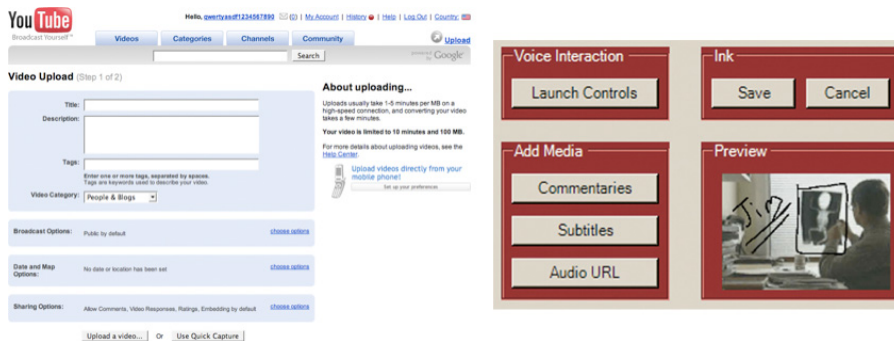 You Tube
Broadcast Yourself™
Hello, qwertyasdf1234567890 (0) | My Account | History | Help | Log Out | Country:
Videos Categories Channels Community
Upload
Search
powered by Google
Video Upload (Step 1 of 2)
Title:
Description:
Tags:
Enter one or more tags, separated by spaces.
Tags are keywords used to describe your video.
Video Category: People & Blogs
Broadcast Options: Public by default choose options
Date and Map Options: No date or location has been set choose options
Sharing Options: Allow Comments, Video Responses, Ratings, Embedding by default choose options
Upload a video... Or Use Quick Capture
About uploading...
Uploads usually take 1-5 minutes per MB on a
high-speed connection, and converting your video
takes a few minutes.
Your video is limited to 10 minutes and 100 MB.
For more details about uploading videos, see the
Help Center.
Upload videos directly from your
mobile phone!
Set up your preferences
Voice Interaction
Launch Controls
Ink
Save Cancel
Add Media
Commentaries
Subtitles
Audio URL
Preview
Jim